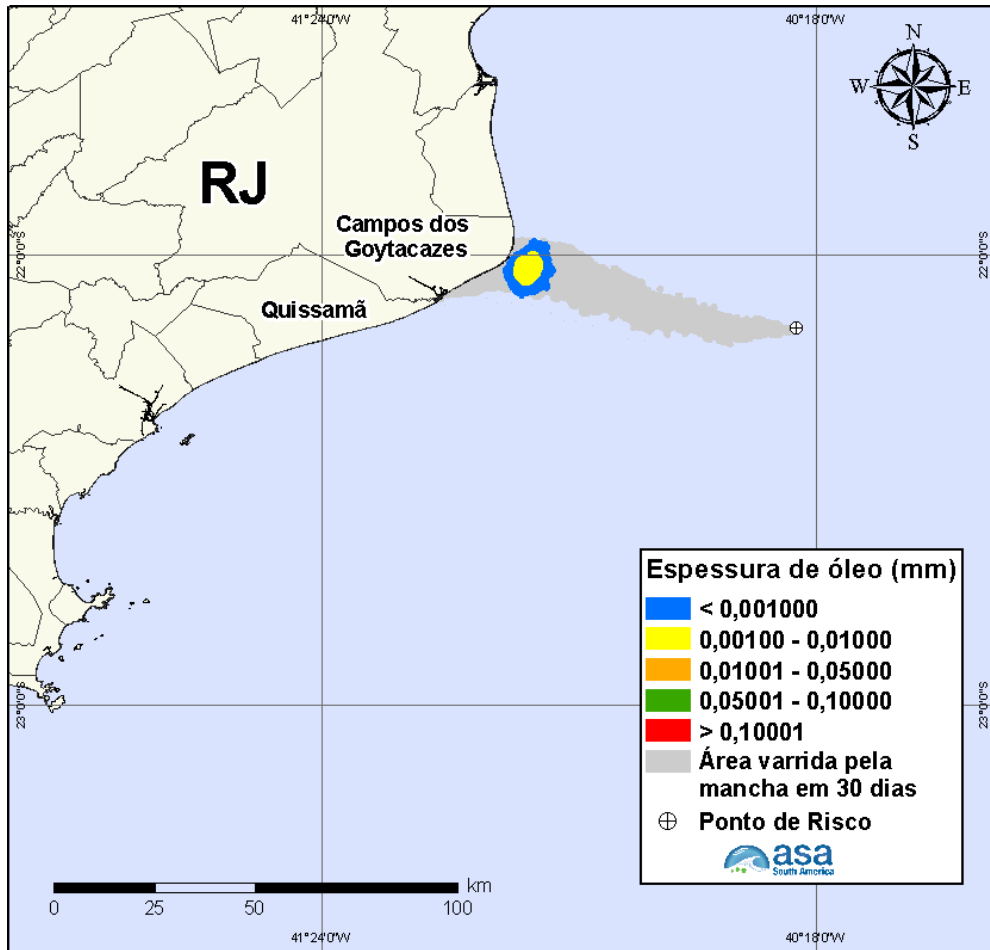 41°24'0"W
40°18'0"W
N
W
E
S
RJ
Campos dos
Goytacazes
22°0'0"S
22°0'0"S
Quissamã
Espessura de óleo (mm)
< 0,001000
0,00100 - 0,01000
0,01001 - 0,05000
0,05001 - 0,10000
> 0,10001
Área varrida pela
mancha em 30 dias
Ponto de Risco
asa
South America
23°0'0"S
23°0'0"S
km
0 25 50 100
41°24'0"W
40°18'0"W